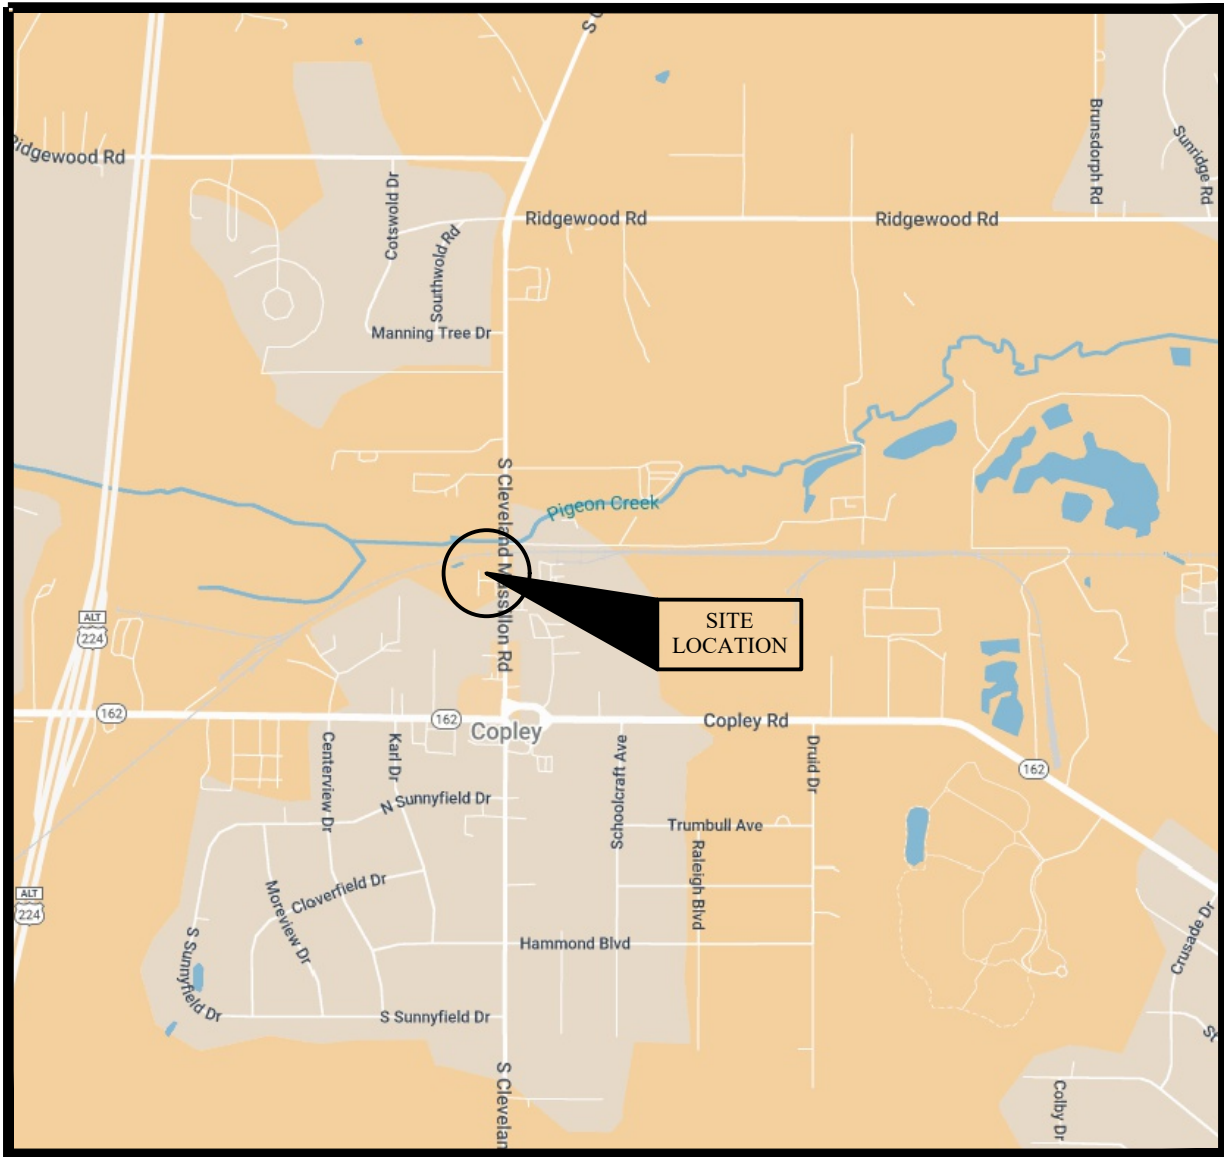 S C
Ridgewood Rd
Brunsdorph Rd
Sunridge Rd
Cotswold Dr
Ridgewood Rd
Ridgewood Rd
Southwold Rd
Manning Tree Dr
S Cleveland Massillon Rd
Pigeon Creek
ALT
224
SITE
LOCATION
162
162
Copley Rd
Copley
Centerview Dr
Karl Dr
Schoolcraft Ave
Druid Dr
162
N Sunnyfield Dr
Trumbull Ave
Raleigh Blvd
Cloverfield Dr
Moreview Dr
ALT
224
S Sunnyfield Dr
Hammond Blvd
Crusade Dr
S Sunnyfield Dr
St
S Clevelan
Colby Dr